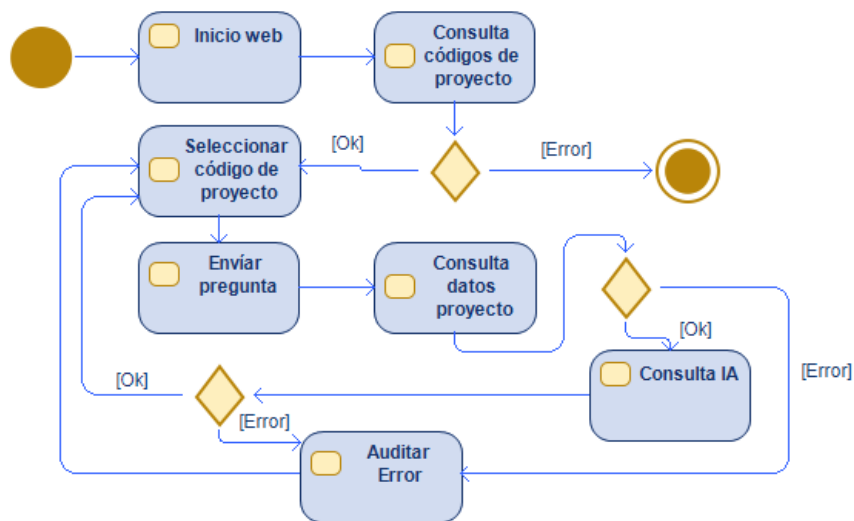 Inicio web
Consulta
códigos de
proyecto
[Ok]
[Error]
Seleccionar
código de
proyecto
Envíar
pregunta
Consulta
datos
proyecto
[Ok]
[Error]
Consulta IA
[Ok]
[Error]
Auditar
Error